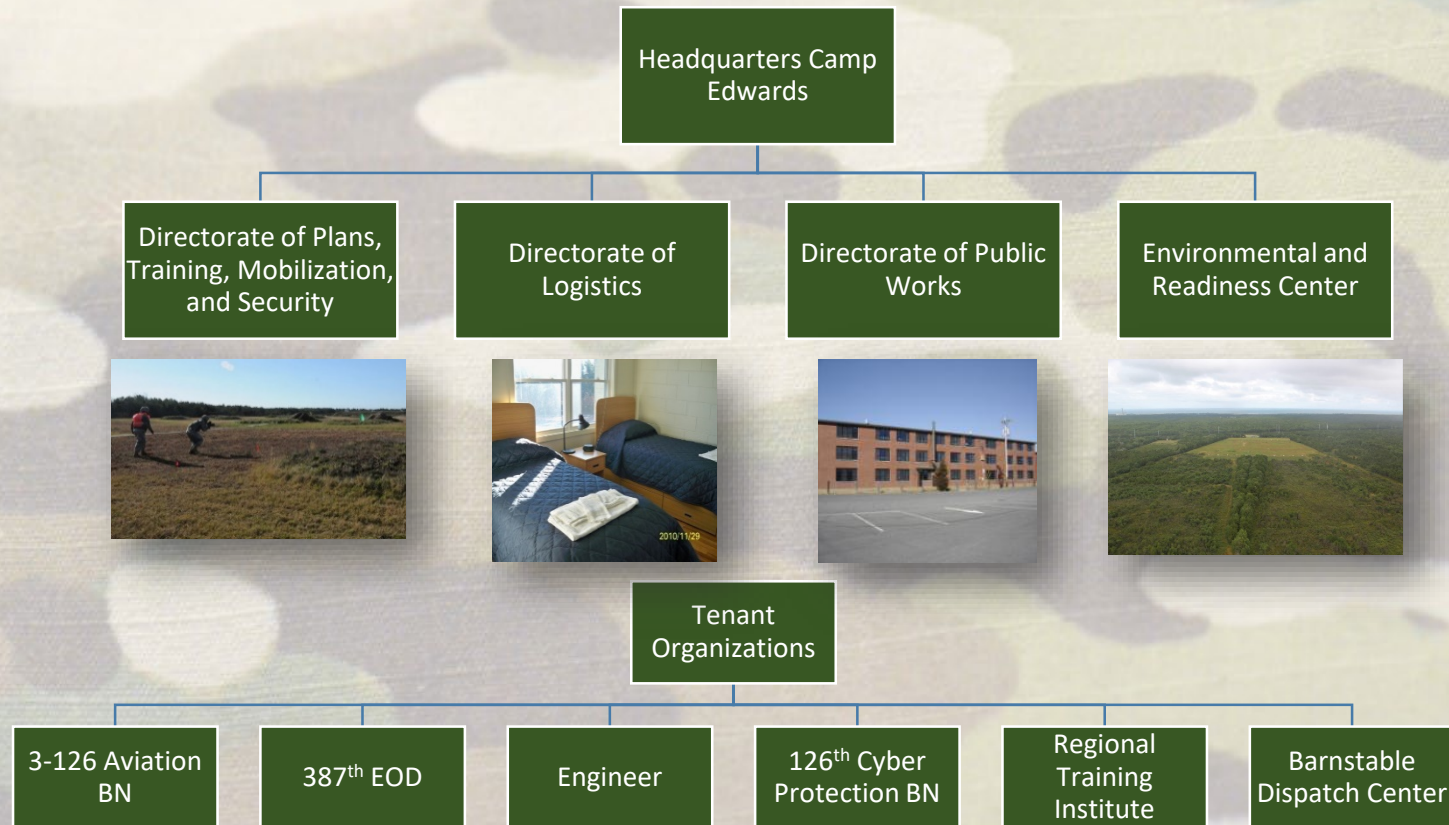 Headquarters Camp
Edwards
Directorate of Plans,
Training, Mobilization,
and Security
Directorate of
Logistics
Directorate of Public
Works
Environmental and
Readiness Center
2010/11/29
Tenant
Organizations
3-126 Aviation
BN
387th EOD
Engineer
126th Cyber
Protection BN
Regional
Training
Institute
Barnstable
Dispatch Center